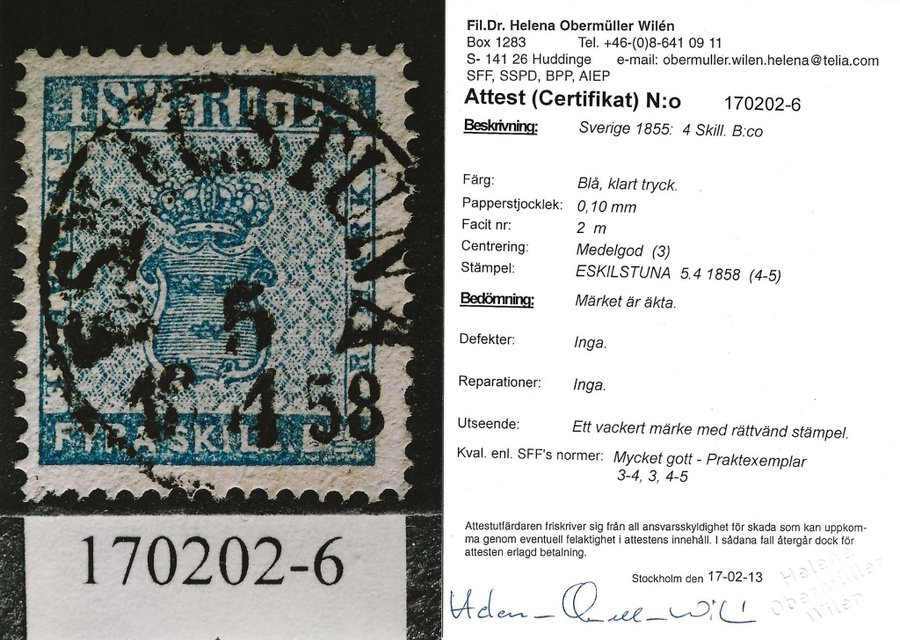 4 SVERIGE 4
ESKILSTUNA
5
18 4 58
FYRA SKILL. Bco
170202-6
Fil.Dr. Helena Obermüller Wilén
Box 1283 Tel. +46-(0)8-641 09 11
S- 141 26 Huddinge e-mail: obermuller.wilen.helena@telia.com
SFF, SSPD, BPP, AIEP
Attest (Certifikat) N:o 170202-6
Beskrivning: Sverige 1855: 4 Skill. B:co
Färg: Blå, klart tryck.
Papperstjocklek: 0,10 mm
Facit nr: 2 m
Centrering: Medelgod (3)
Stämpel: ESKILSTUNA 5.4 1858 (4-5)
Bedömning: Märket är äkta.
Defekter: Inga.
Reparationer: Inga.
Utseende: Ett vackert märke med rättvänd stämpel.
Kval. enl. SFF's normer: Mycket gott - Praktexemplar
3-4, 3, 4-5
Attestutfärdaren friskriver sig från all ansvarsskyldighet för skada som kan uppkom-
ma genom eventuell felaktighet i attestens innehåll. I sådana fall återgår dock för
attesten erlagd betalning.
Stockholm den 17-02-13
Helena
Obermüller
Wilén